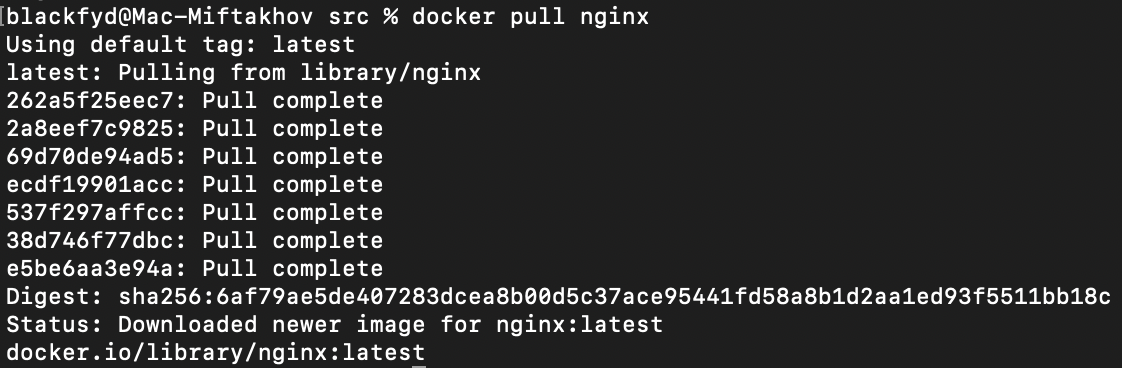 [blackfyd@Mac-Miftakhov src % docker pull nginx
Using default tag: latest
latest: Pulling from library/nginx
262a5f25eec7: Pull complete
2a8eef7c9825: Pull complete
69d70de94ad5: Pull complete
ecdf19901acc: Pull complete
537f297affcc: Pull complete
38d746f77dbc: Pull complete
e5be6aa3e94a: Pull complete
Digest: sha256:6af79ae5de407283dcea8b00d5c37ace95441fd58a8b1d2aa1ed93f5511bb18c
Status: Downloaded newer image for nginx:latest
docker.io/library/nginx:latest